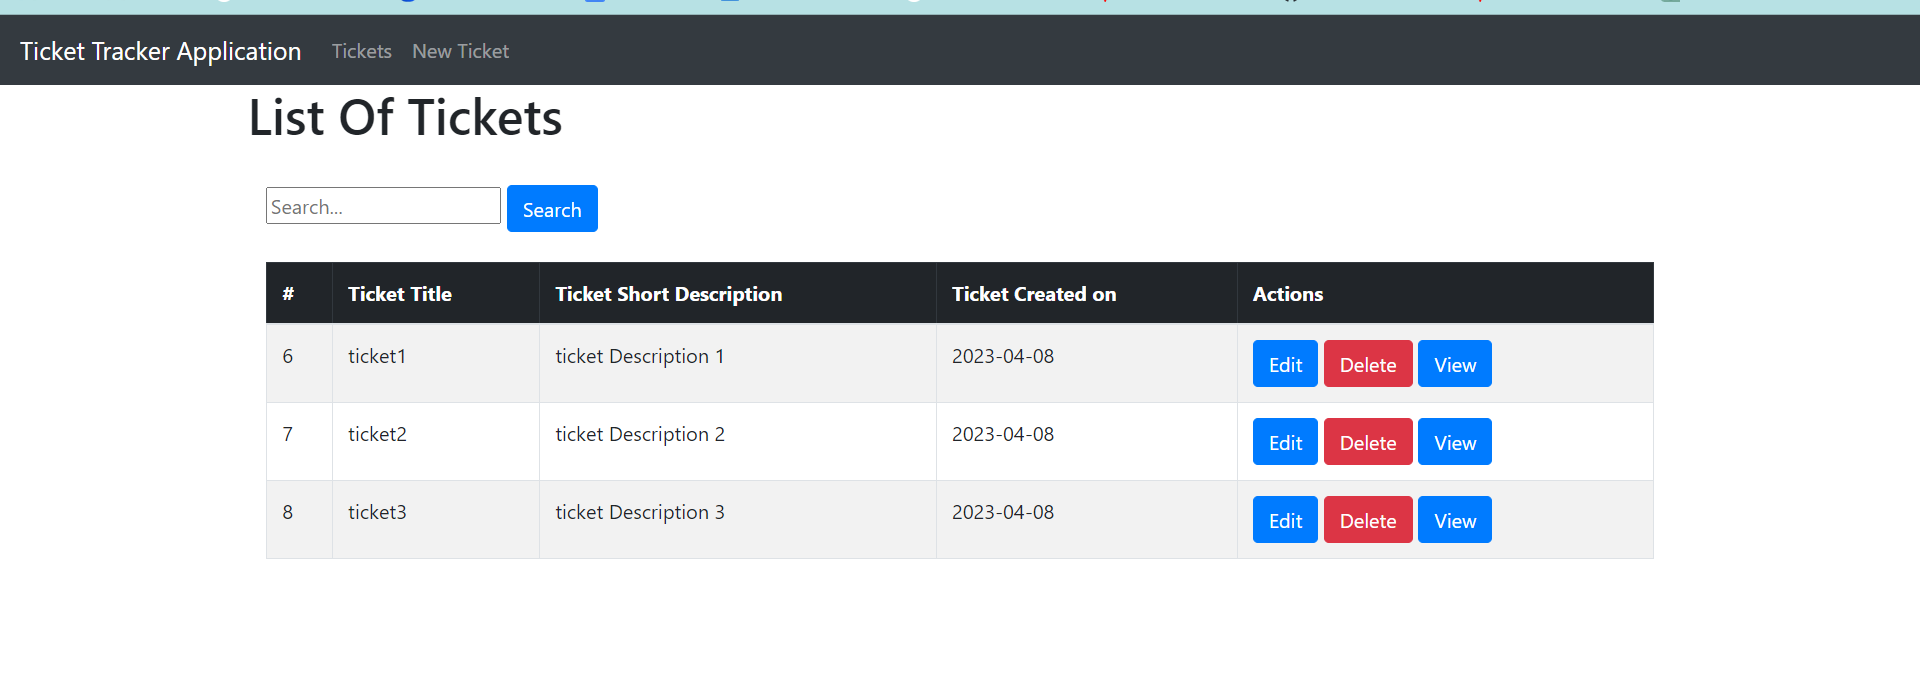 Ticket Tracker Application Tickets New Ticket
List Of Tickets
Search... Search
# Ticket Title Ticket Short Description Ticket Created on Actions
6 ticket1 ticket Description 1 2023-04-08 Edit Delete View
7 ticket2 ticket Description 2 2023-04-08 Edit Delete View
8 ticket3 ticket Description 3 2023-04-08 Edit Delete View